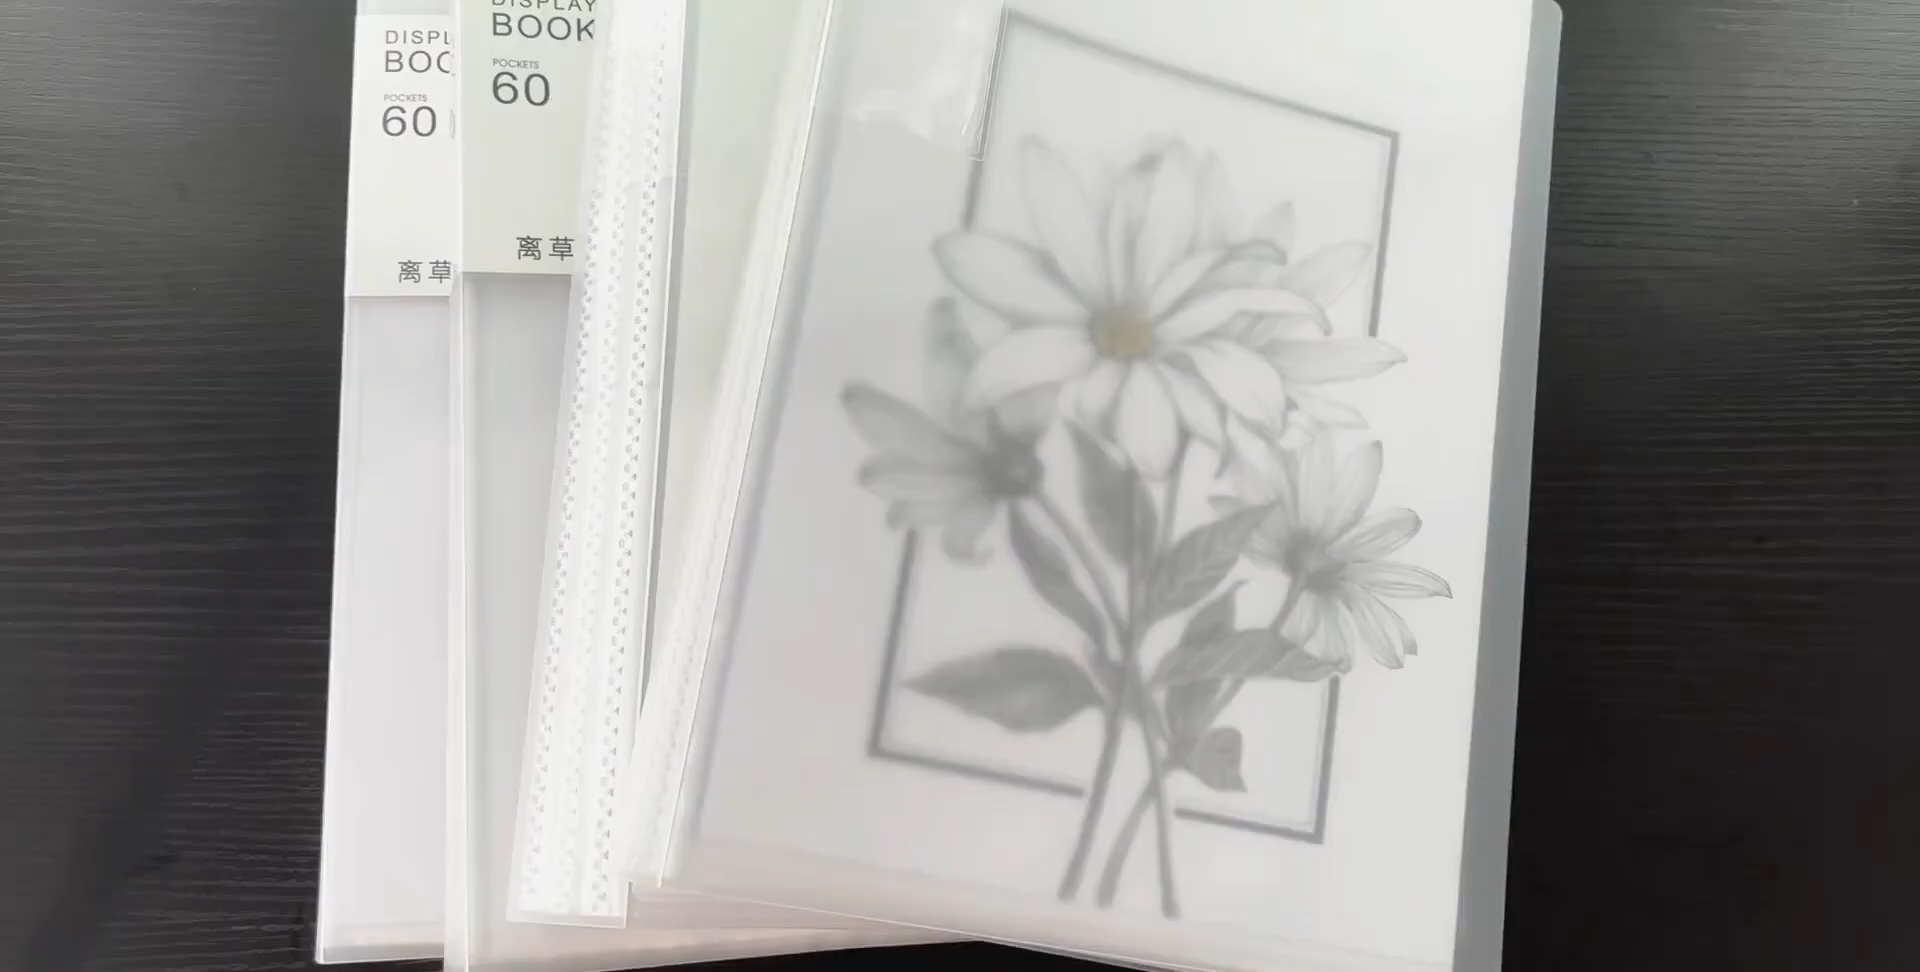 DISPL
BOO
POCKETS
60
离草
DISPLAY
BOOK
POCKETS
60
离草